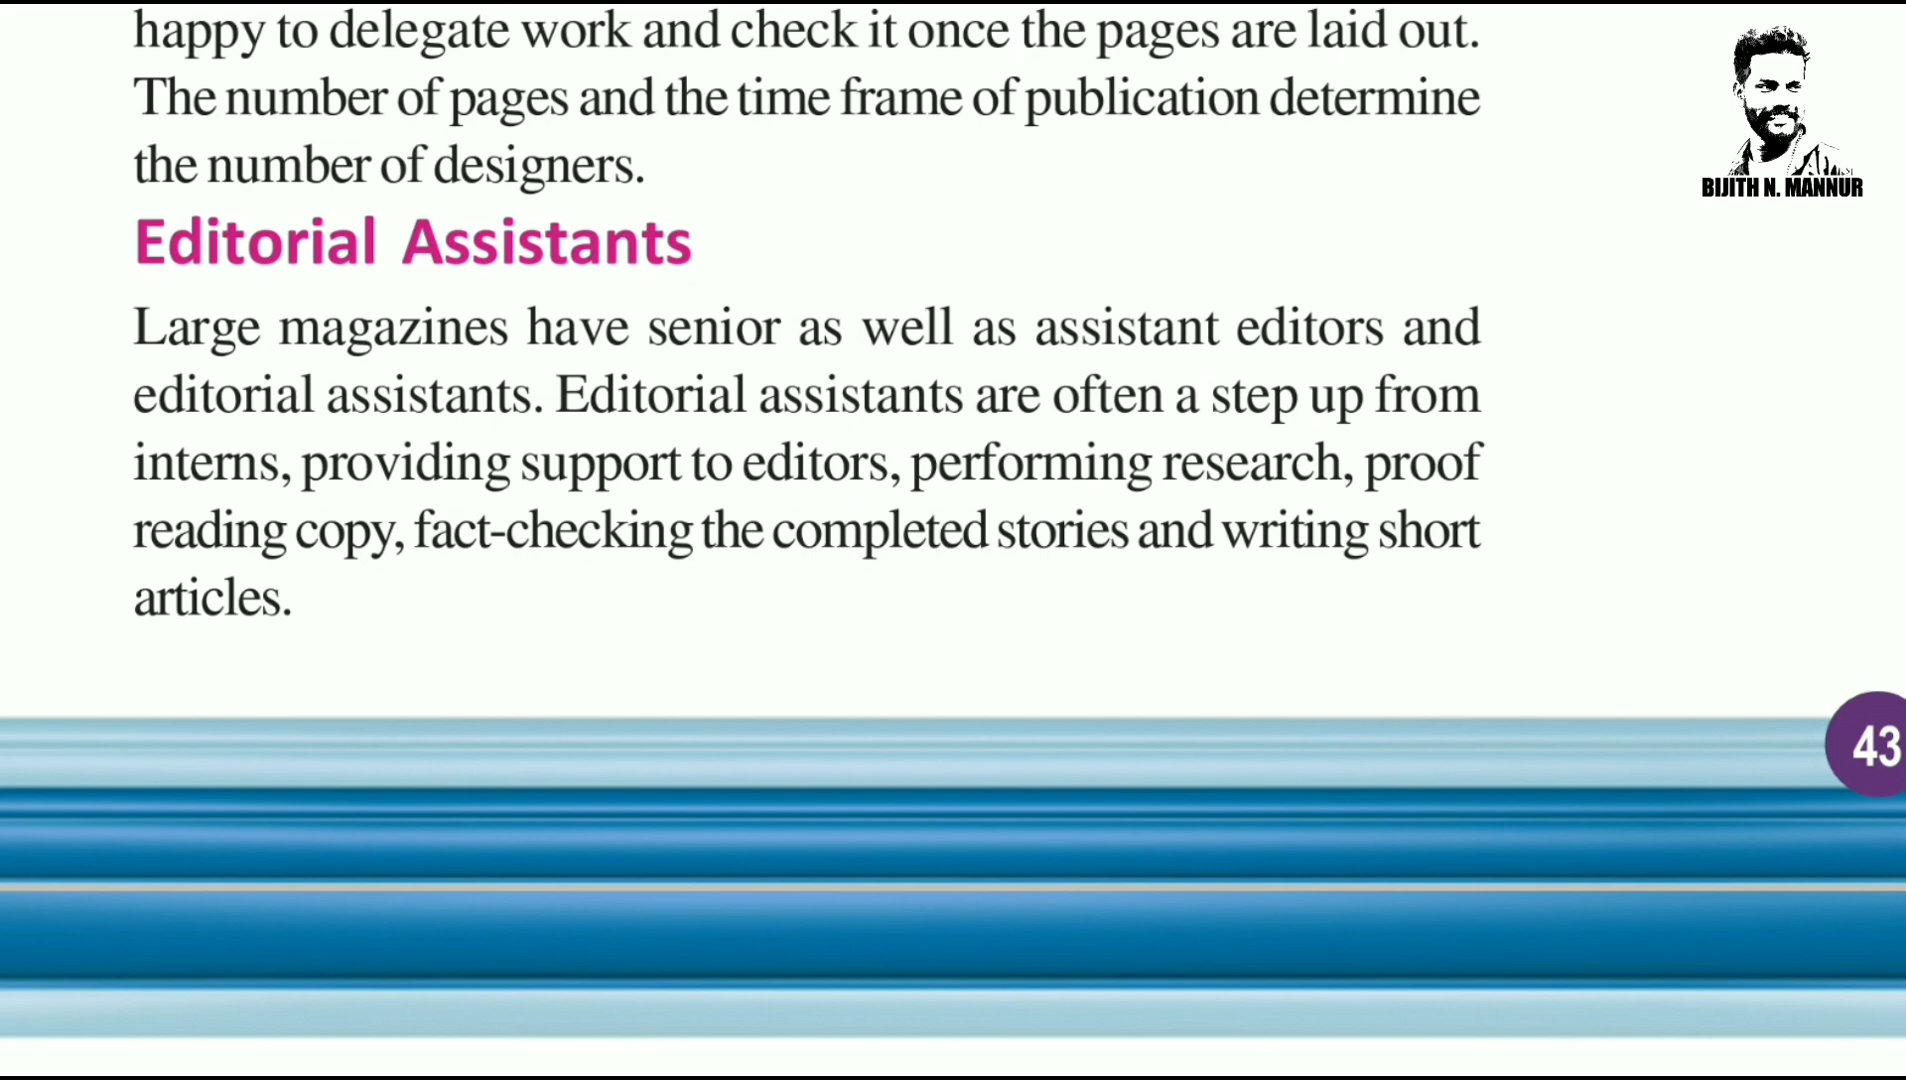 happy to delegate work and check it once the pages are laid out.
The number of pages and the time frame of publication determine
the number of designers.
BIJITH N. MANNUR
Editorial Assistants
Large magazines have senior as well as assistant editors and
editorial assistants. Editorial assistants are often a step up from
interns, providing support to editors, performing research, proof
reading copy, fact-checking the completed stories and writing short
articles.
43